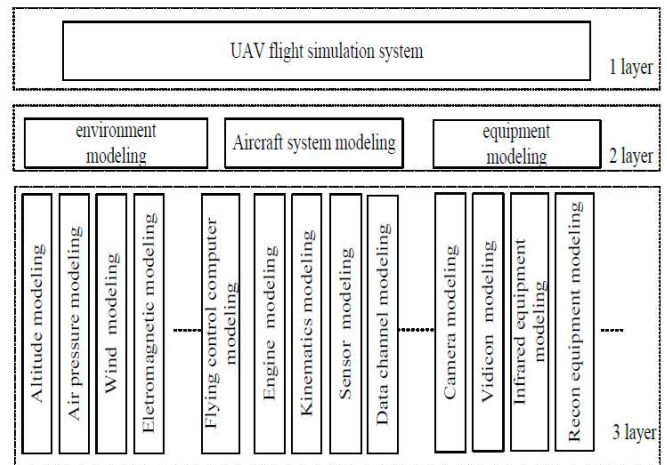 UAV flight simulation system
1 layer
environment
modeling
Aircraft system modeling
equipment
modeling
2 layer
Altitude modeling
Air pressure modeling
Wind modeling
Eletromagnetic modeling
Flying control computer
modeling
Engine modeling
Kinematics modeling
Sensor modeling
Data channel modeling
Camera modeling
Vidicon modeling
Infrared equipment
modeling
Recon equipment modeling
3 layer